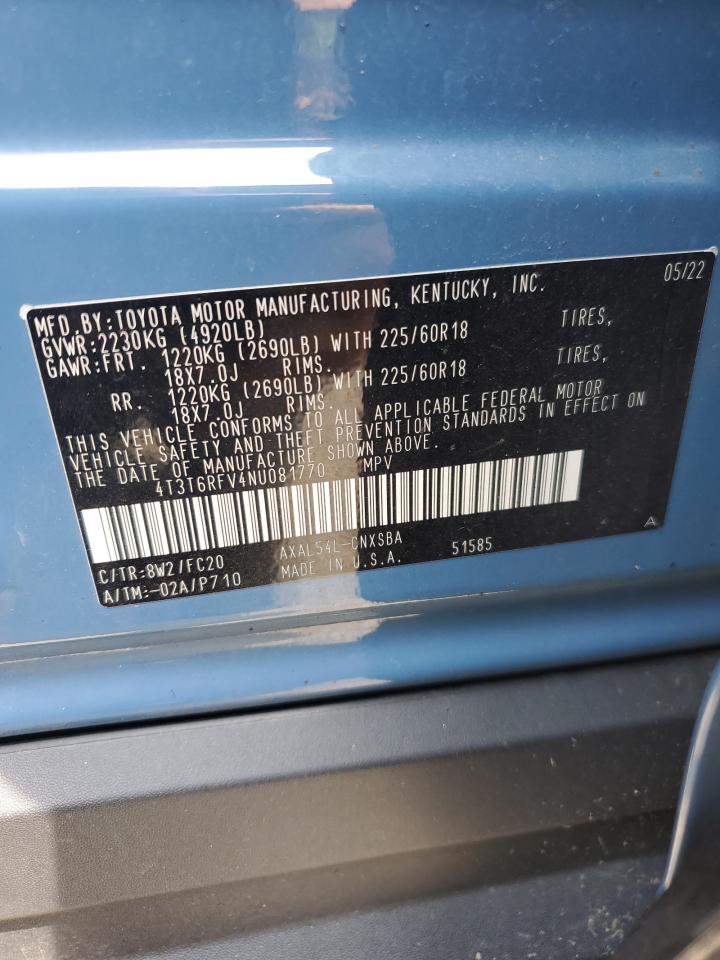 05/22
MFD.BY:TOYOTA MOTOR MANUFACTURING, KENTUCKY, INC.
GVWR:2230KG (4920LB)
GAWR:FRT. 1220KG (2690LB) WITH 225/60R18 TIRES,
18X7.0J RIMS.
RR. 1220KG (2690LB) WITH 225/60R18 TIRES,
18X7.0J RIMS.
THIS VEHICLE CONFORMS TO ALL APPLICABLE FEDERAL MOTOR
VEHICLE SAFETY AND THEFT PREVENTION STANDARDS IN EFFECT ON
THE DATE OF MANUFACTURE SHOWN ABOVE.
4T3T6RFV4NU081770 MPV
C/TR:8W2/FC20 AXAL54L-CNXSBA
A/TM:-02A/P710 MADE IN U.S.A. 51585 A